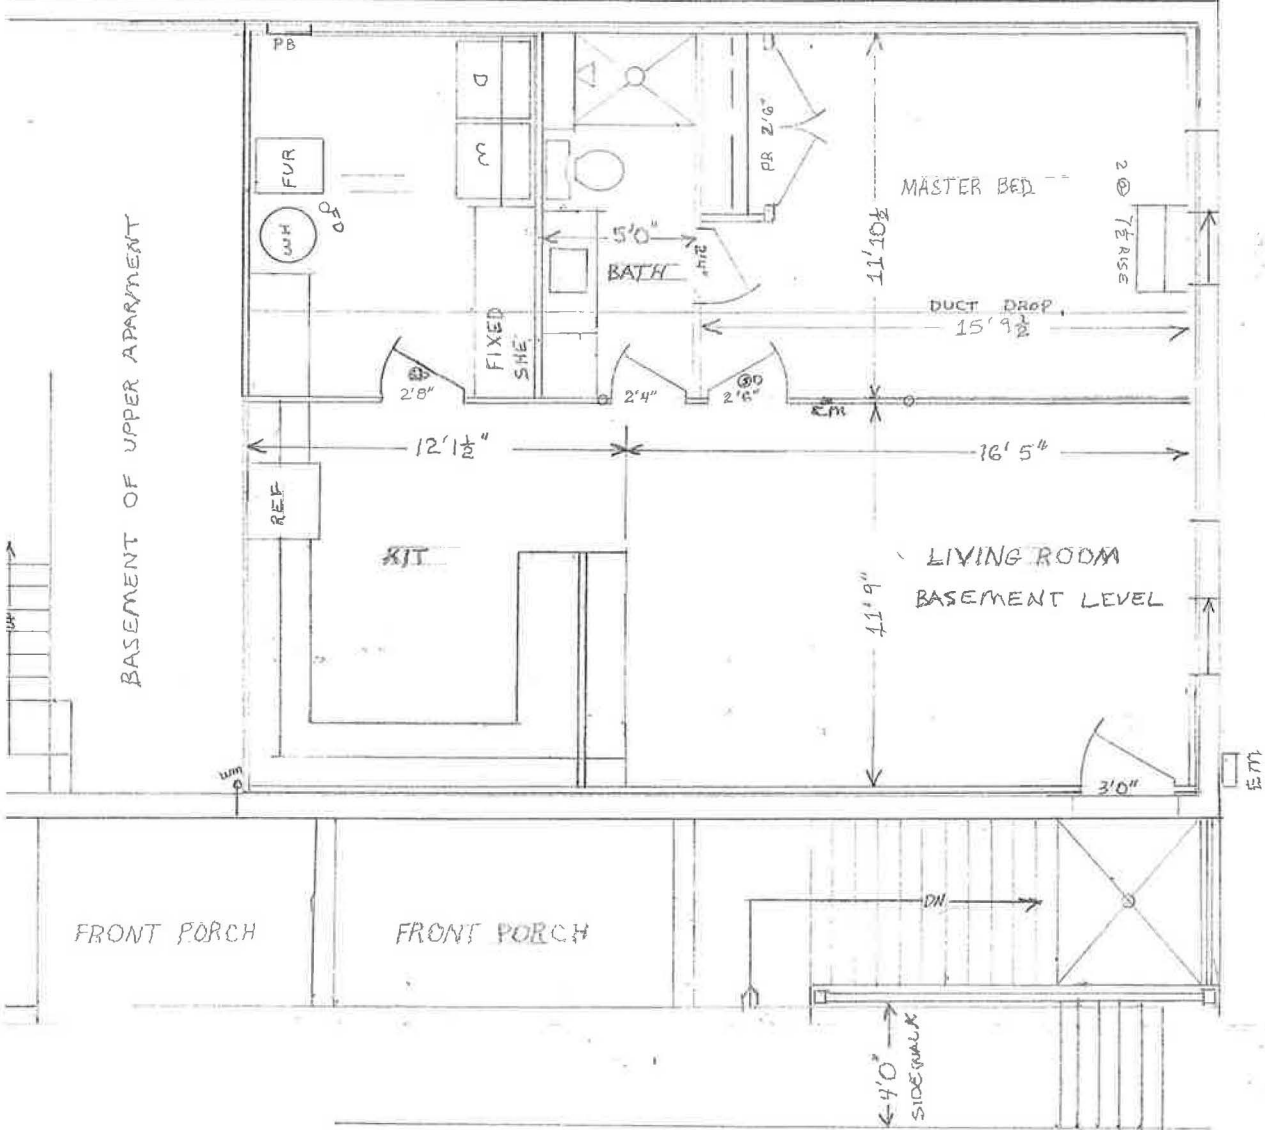 PB
D
W
FUR
FD
WH
PR 2'6"
MASTER BED
2 @ 7½ RISE
11'10½
5'0"
BATH
2'4"
DUCT DROP
15'9½
FIXED
SHE
2'8"
2'4"
2'6"
EM
BASEMENT OF UPPER APARMENT
12'1½"
16'5"
REF
KIT
LIVING ROOM
BASEMENT LEVEL
11'9"
WM
3'0"
EM
FRONT PORCH
FRONT PORCH
DN
4'0"
SIDEWALK